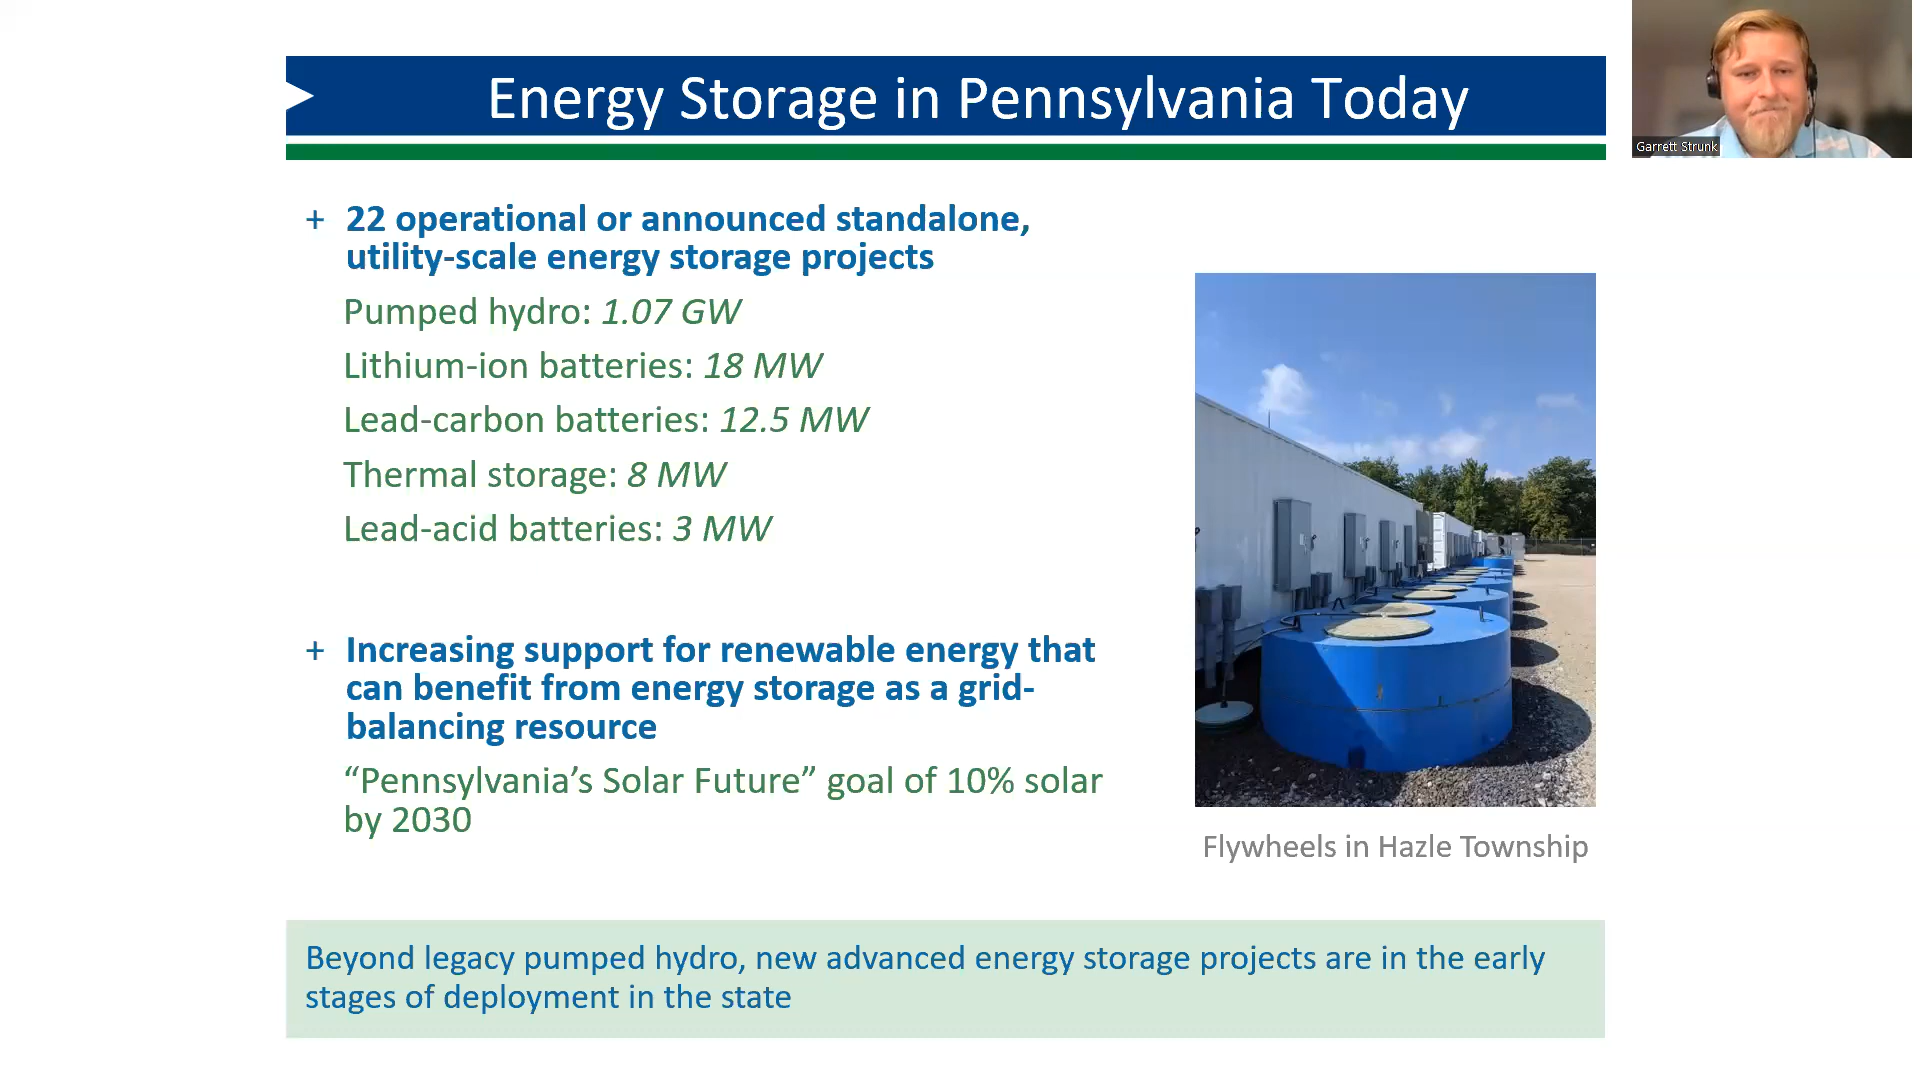 Energy Storage in Pennsylvania Today
Garrett Strunk
+ 22 operational or announced standalone,
utility-scale energy storage projects
Pumped hydro: 1.07 GW
Lithium-ion batteries: 18 MW
Lead-carbon batteries: 12.5 MW
Thermal storage: 8 MW
Lead-acid batteries: 3 MW
+ Increasing support for renewable energy that
can benefit from energy storage as a grid-
balancing resource
“Pennsylvania’s Solar Future” goal of 10% solar
by 2030
Flywheels in Hazle Township
Beyond legacy pumped hydro, new advanced energy storage projects are in the early
stages of deployment in the state